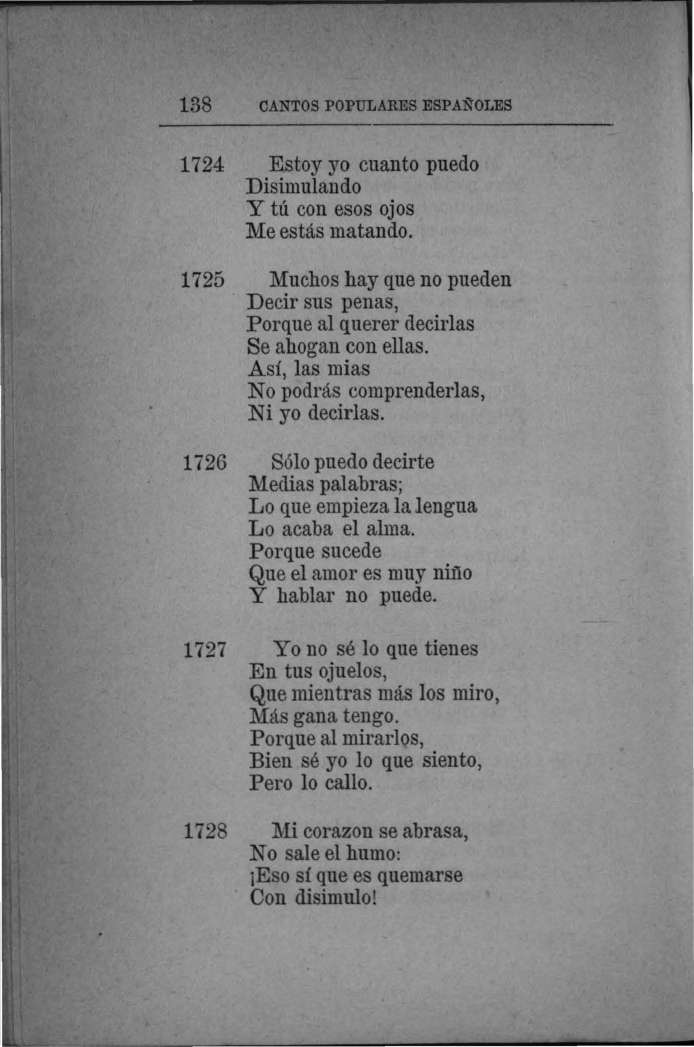 138 CANTOS POPULARES ESPAÑOLES
1724 Estoy yo cuanto puedo
Disimulando
Y tú con esos ojos
Me estás matando.
1725 Muchos hay que no pueden
Decir sus penas,
Porque al querer decirlas
Se ahogan con ellas.
Así, las mias
No podrás comprenderlas,
Ni yo decirlas.
1726 Sólo puedo decirte
Medias palabras;
Lo que empieza la lengua
Lo acaba el alma.
Porque sucede
Que el amor es muy niño
Y hablar no puede.
1727 Yo no sé lo que tienes
En tus ojuelos,
Que mientras más los miro,
Más gana tengo.
Porque al mirarlos,
Bien sé yo lo que siento,
Pero lo callo.
1728 Mi corazon se abrasa,
No sale el humo:
¡Eso sí que es quemarse
Con disimulo!